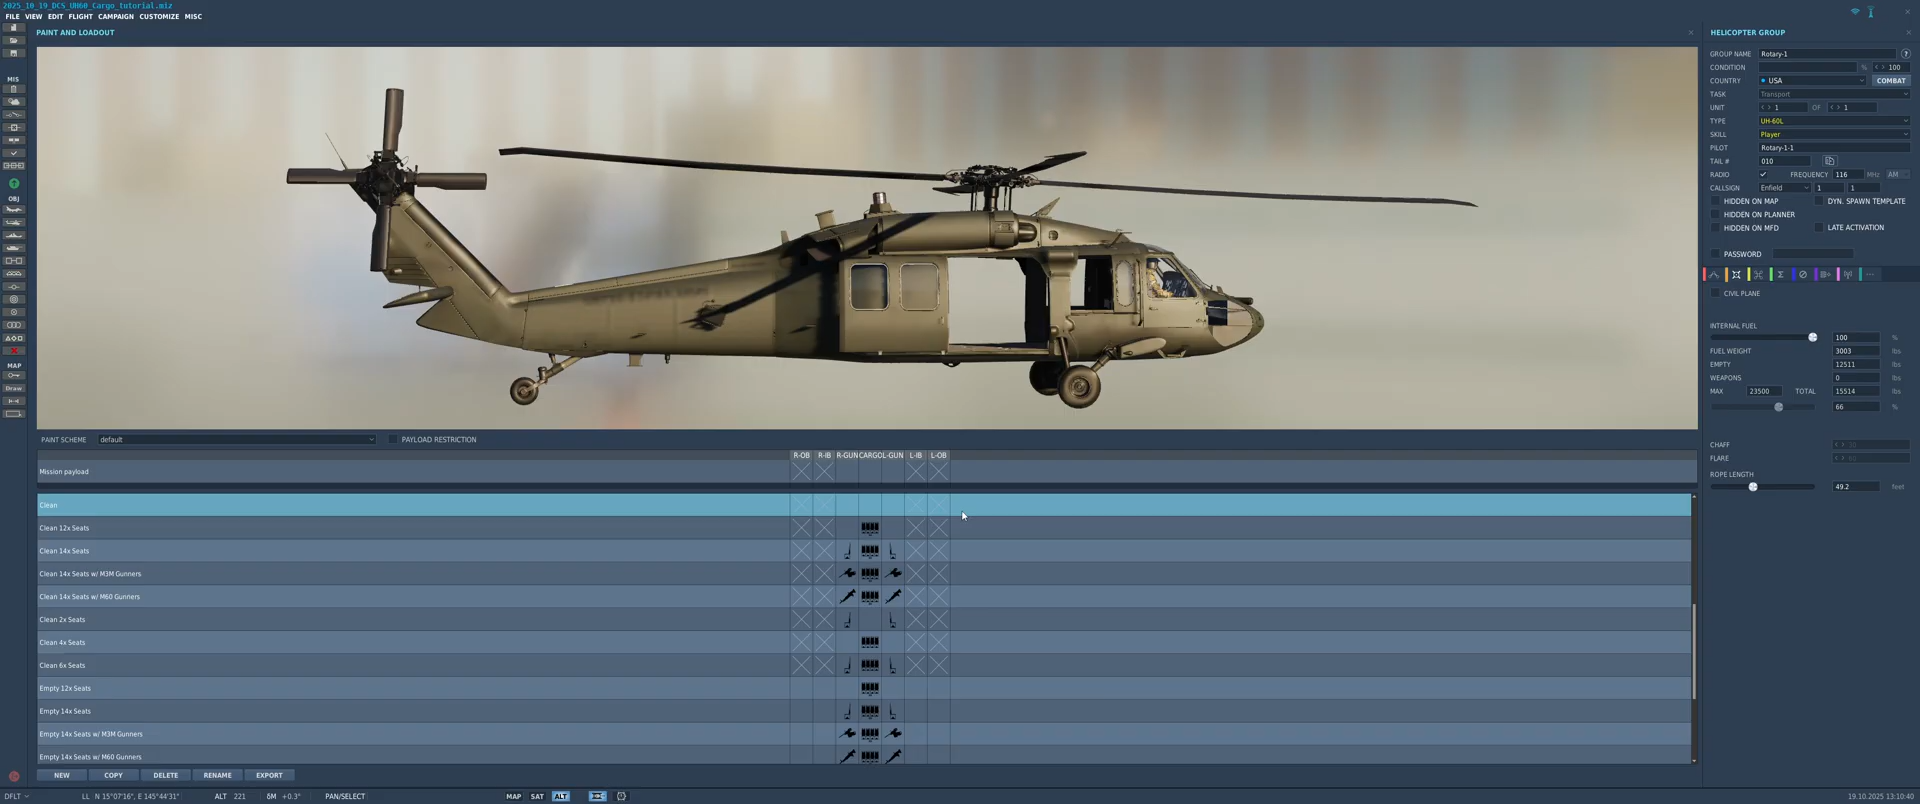 2025_10_19_DCS_UH60_Cargo_tutorial.miz
FILE VIEW EDIT FLIGHT CAMPAIGN CUSTOMIZE MISC
PAINT AND LOADOUT
MIS
OBJ
MAP
Draw
PAINT SCHEME default PAYLOAD RESTRICTION
R-OB R-IB R-GUN CARGO L-GUN L-IB L-OB
Mission payload
Clean
Clean 12x Seats
Clean 14x Seats
Clean 14x Seats w/ M3M Gunners
Clean 14x Seats w/ M60 Gunners
Clean 2x Seats
Clean 4x Seats
Clean 6x Seats
Empty 12x Seats
Empty 14x Seats
Empty 14x Seats w/ M3M Gunners
Empty 14x Seats w/ M60 Gunners
NEW COPY DELETE RENAME EXPORT
HELICOPTER GROUP
GROUP NAME Rotary-1 ?
CONDITION % < > 100
COUNTRY USA COMBAT
TASK Transport
UNIT < > 1 OF < > 1
TYPE UH-60L
SKILL Player
PILOT Rotary-1-1
TAIL # 010
RADIO FREQUENCY 116 MHz AM
CALLSIGN Enfield 1 1
HIDDEN ON MAP DYN. SPAWN TEMPLATE
HIDDEN ON PLANNER
HIDDEN ON MFD LATE ACTIVATION
PASSWORD
CIVIL PLANE
INTERNAL FUEL
100 %
FUEL WEIGHT 3003 lbs
EMPTY 12511 lbs
WEAPONS 0 lbs
MAX 23500 TOTAL 15514 lbs
66 %
CHAFF
FLARE
ROPE LENGTH
49.2 feet
DFLT LL N 15°07'16", E 145°44'31" ALT 221 δM +0.3° PAN/SELECT MAP SAT ALT 19.10.2025 13:10:40